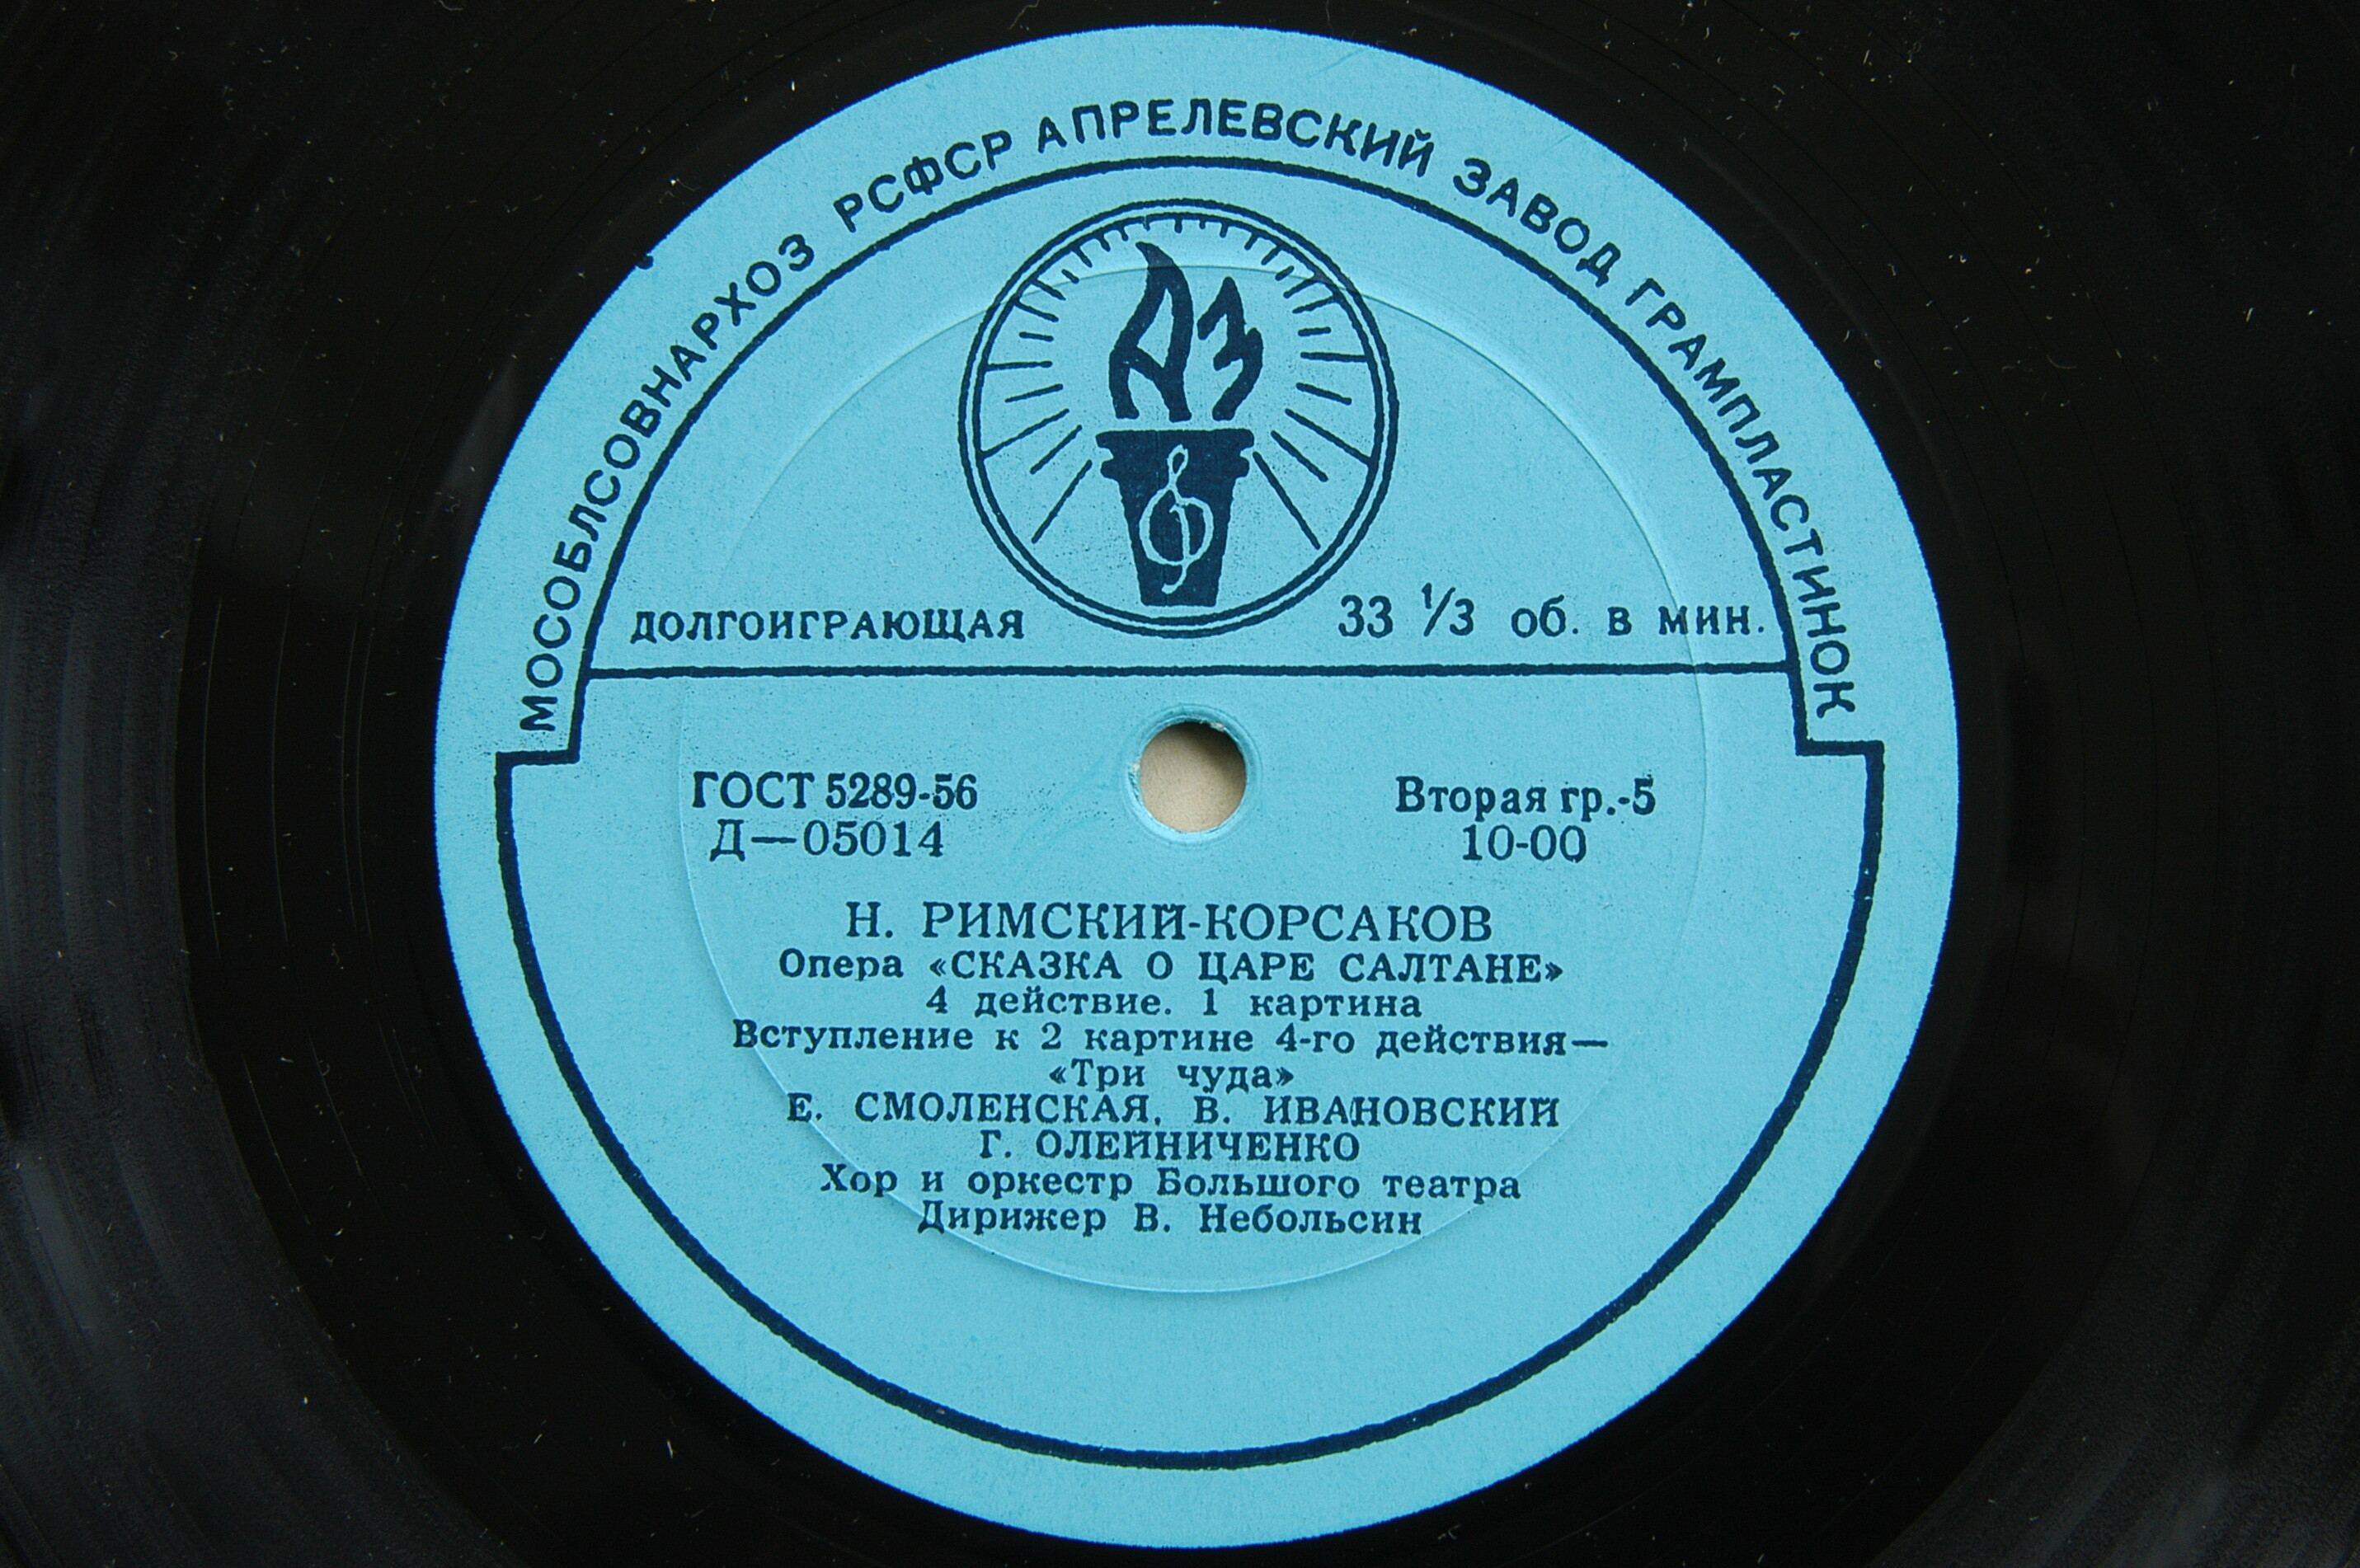 МОСОБЛСОВНАРХОЗ РСФСР АПРЕЛЕВСКИЙ ЗАВОД ГРАМПЛАСТИНОК
АЗ
ДОЛГОИГРАЮЩАЯ
33 1/3 об. в мин.
ГОСТ 5289-56
Д—05014
Вторая гр.-5
10-00
Н. РИМСКИЙ-КОРСАКОВ
Опера «СКАЗКА О ЦАРЕ САЛТАНЕ»
4 действие. 1 картина
Вступление к 2 картине 4-го действия—
«Три чуда»
Е. СМОЛЕНСКАЯ, В. ИВАНОВСКИЙ
Г. ОЛЕЙНИЧЕНКО
Хор и оркестр Большого театра
Дирижер В. Небольсин